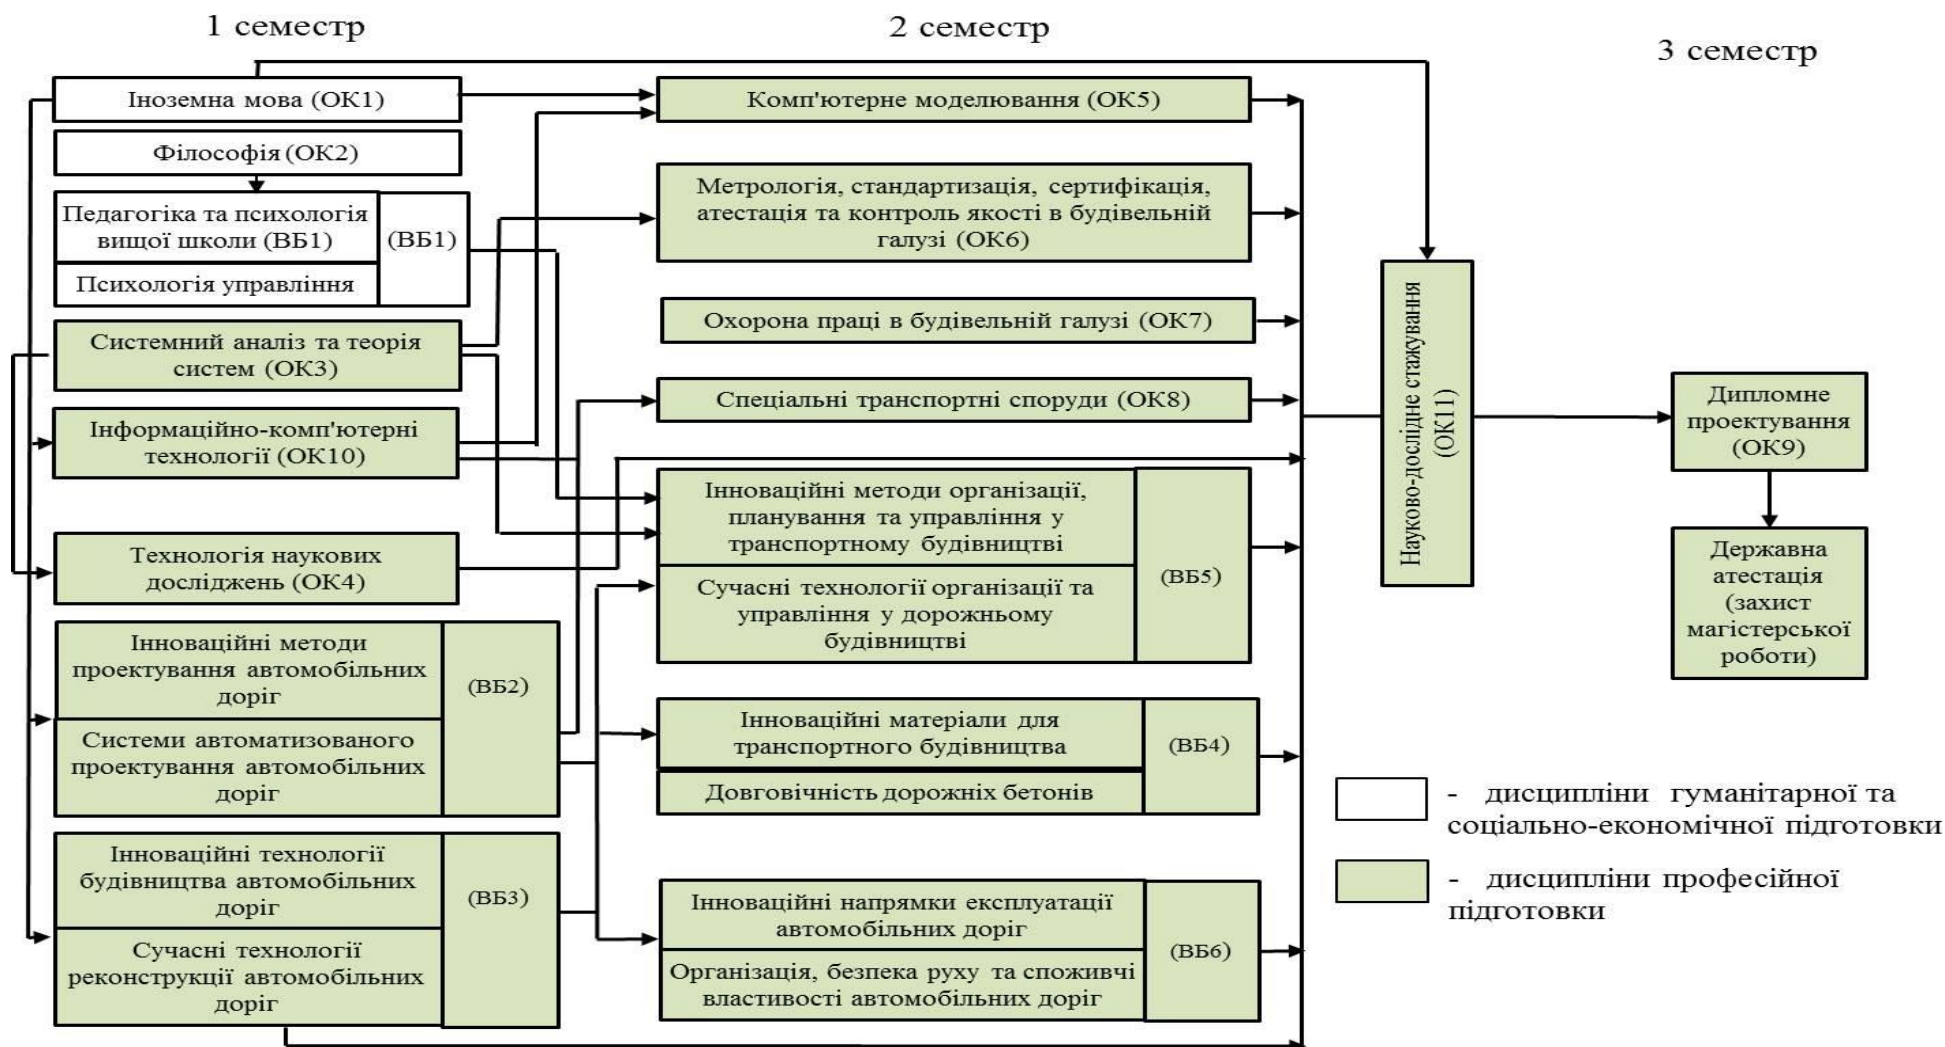 1 семестр
2 семестр
3 семестр
Іноземна мова (ОК1)
Філософія (ОК2)
Педагогіка та психологія
вищої школи (ВБ1)
Психологія управління
(ВБ1)
Системний аналіз та теорія
систем (ОК3)
Інформаційно-комп'ютерні
технології (ОК10)
Технологія наукових
досліджень (ОК4)
Інноваційні методи
проектування автомобільних
доріг
Системи автоматизованого
проектування автомобільних
доріг
(ВБ2)
Інноваційні технології
будівництва автомобільних
доріг
Сучасні технології
реконструкції автомобільних
доріг
(ВБ3)
Комп'ютерне моделювання (ОК5)
Метрологія, стандартизація, сертифікація,
атестація та контроль якості в будівельній
галузі (ОК6)
Охорона праці в будівельній галузі (ОК7)
Спеціальні транспортні споруди (ОК8)
Інноваційні методи організації,
планування та управління у
транспортному будівництві
Сучасні технології організації та
управління у дорожньому
будівництві
(ВБ5)
Інноваційні матеріали для
транспортного будівництва
Довговічність дорожніх бетонів
(ВБ4)
Інноваційні напрямки експлуатації
автомобільних доріг
Організація, безпека руху та споживчі
властивості автомобільних доріг
(ВБ6)
Науково-дослідне стажування
(ОК11)
Дипломне
проектування
(ОК9)
Державна
атестація
(захист
магістерської
роботи)
- дисципліни гуманітарної та
соціально-економічної підготовки
- дисципліни професійної
підготовки